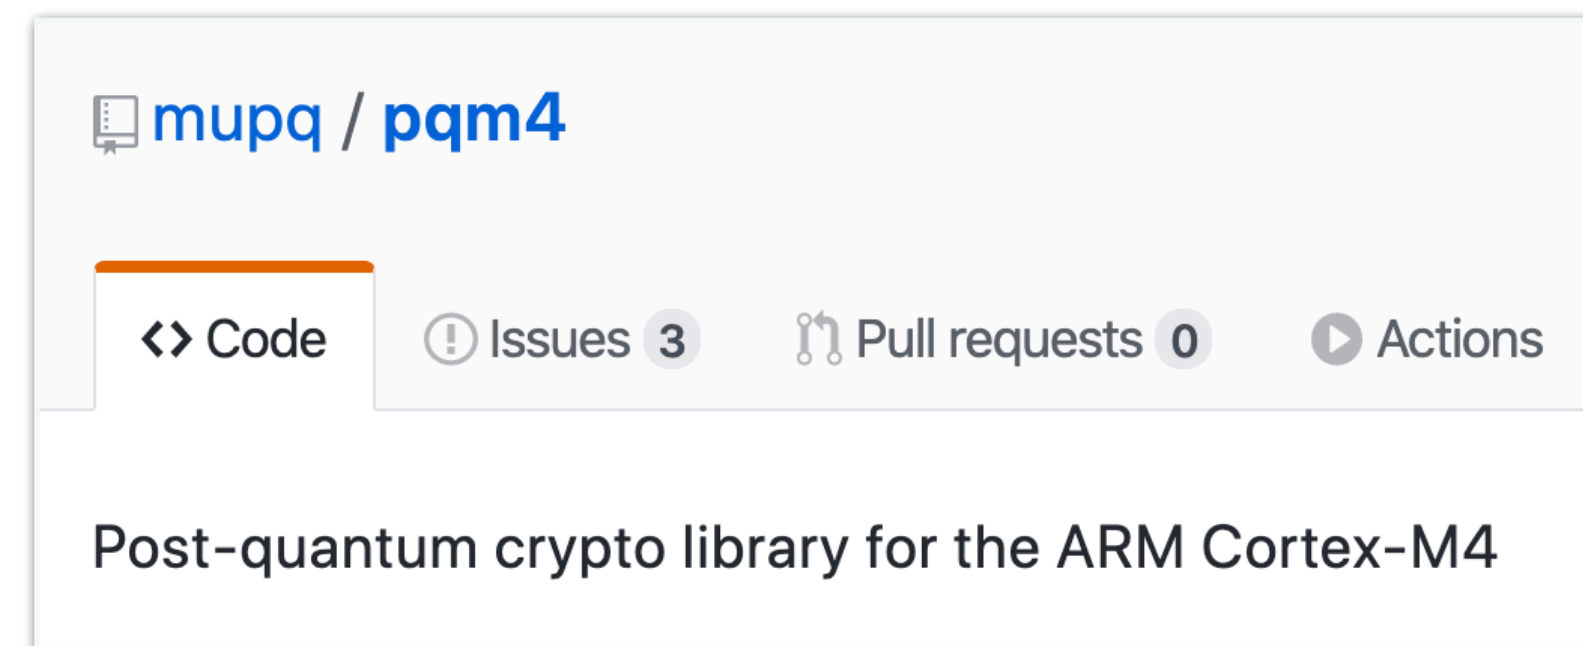 mupq / pqm4
Code Issues 3 Pull requests 0 Actions
Post-quantum crypto library for the ARM Cortex-M4